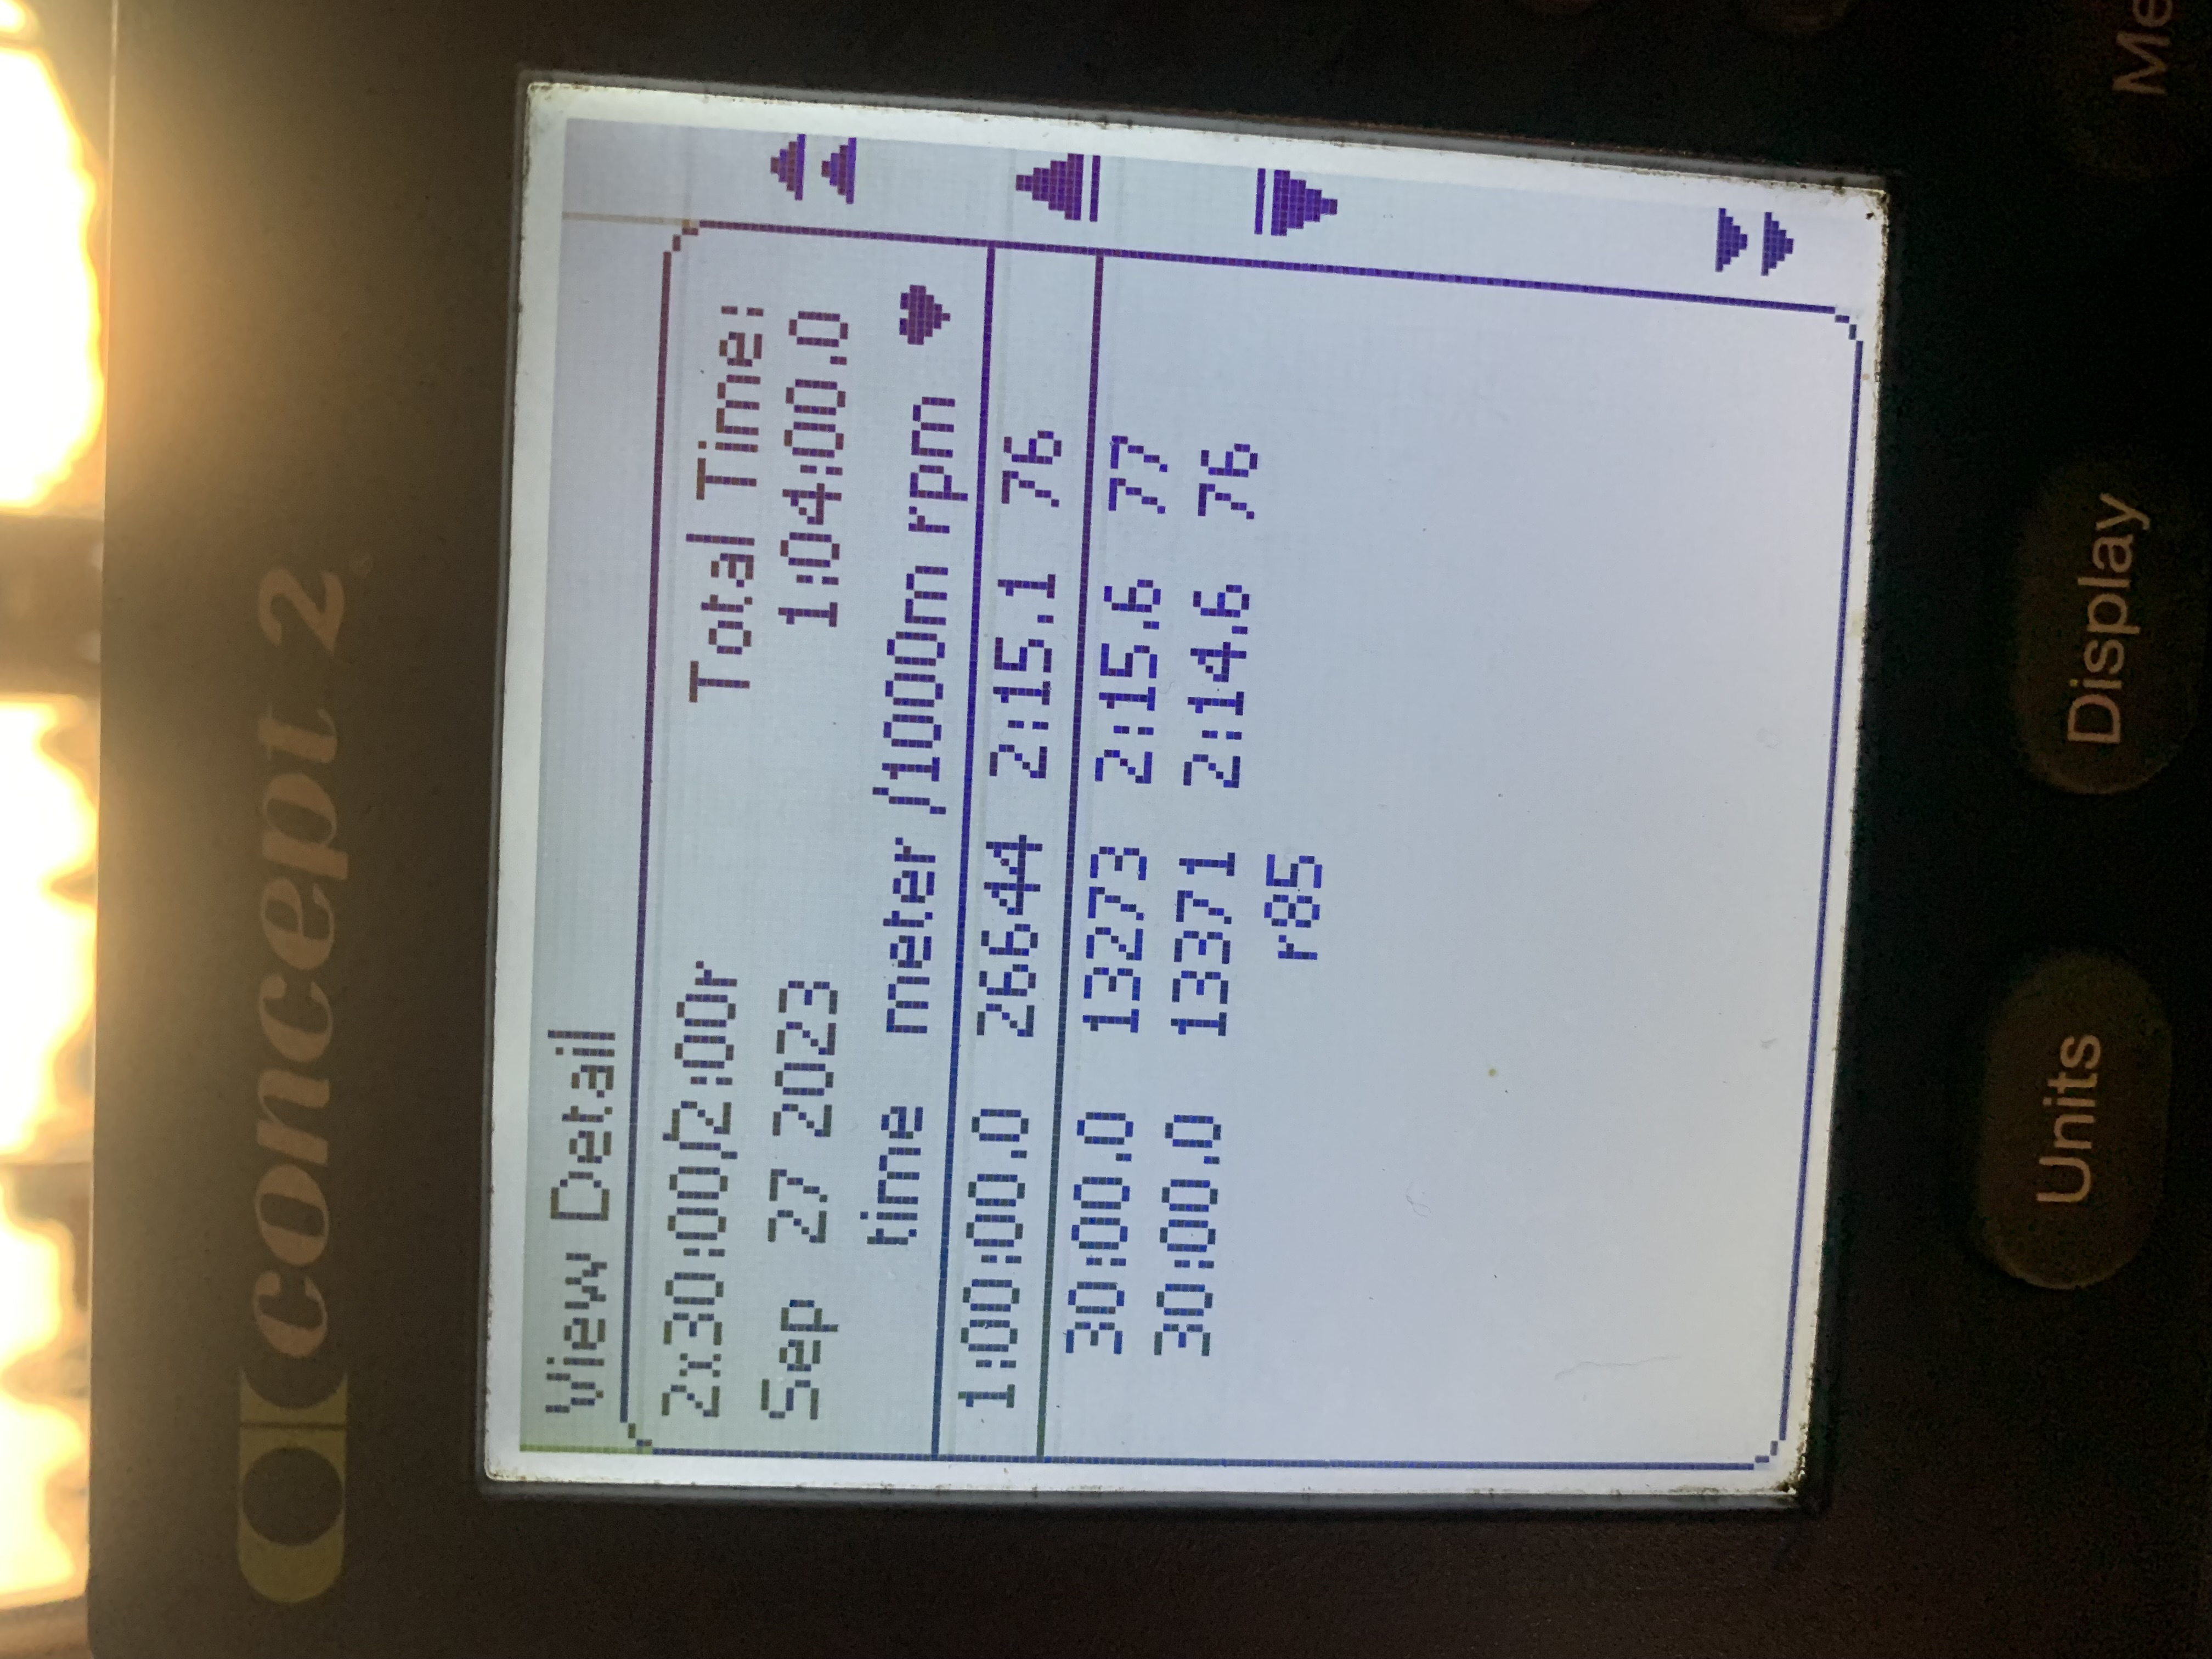 concept 2
View Detail
2x30:00/2:00r Total Time:
Sep 27 2023 1:04:00.0
time meter /1000m rpm ♥
1:00:00.0 26644 2:15.1 76
30:00.0 13273 2:15.6 77
30:00.0 13371 2:14.6 76
r85
Units Display